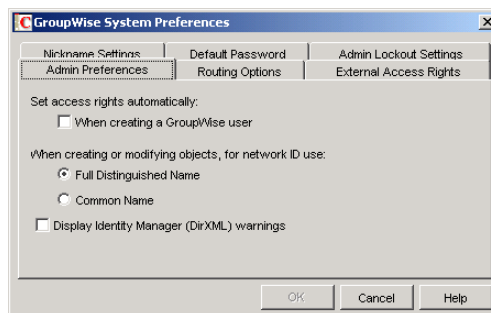 GroupWise System Preferences
Nickname Settings Default Password Admin Lockout Settings
Admin Preferences Routing Options External Access Rights
Set access rights automatically:
When creating a GroupWise user
When creating or modifying objects, for network ID use:
Full Distinguished Name
Common Name
Display Identity Manager (DirXML) warnings
OK Cancel Help